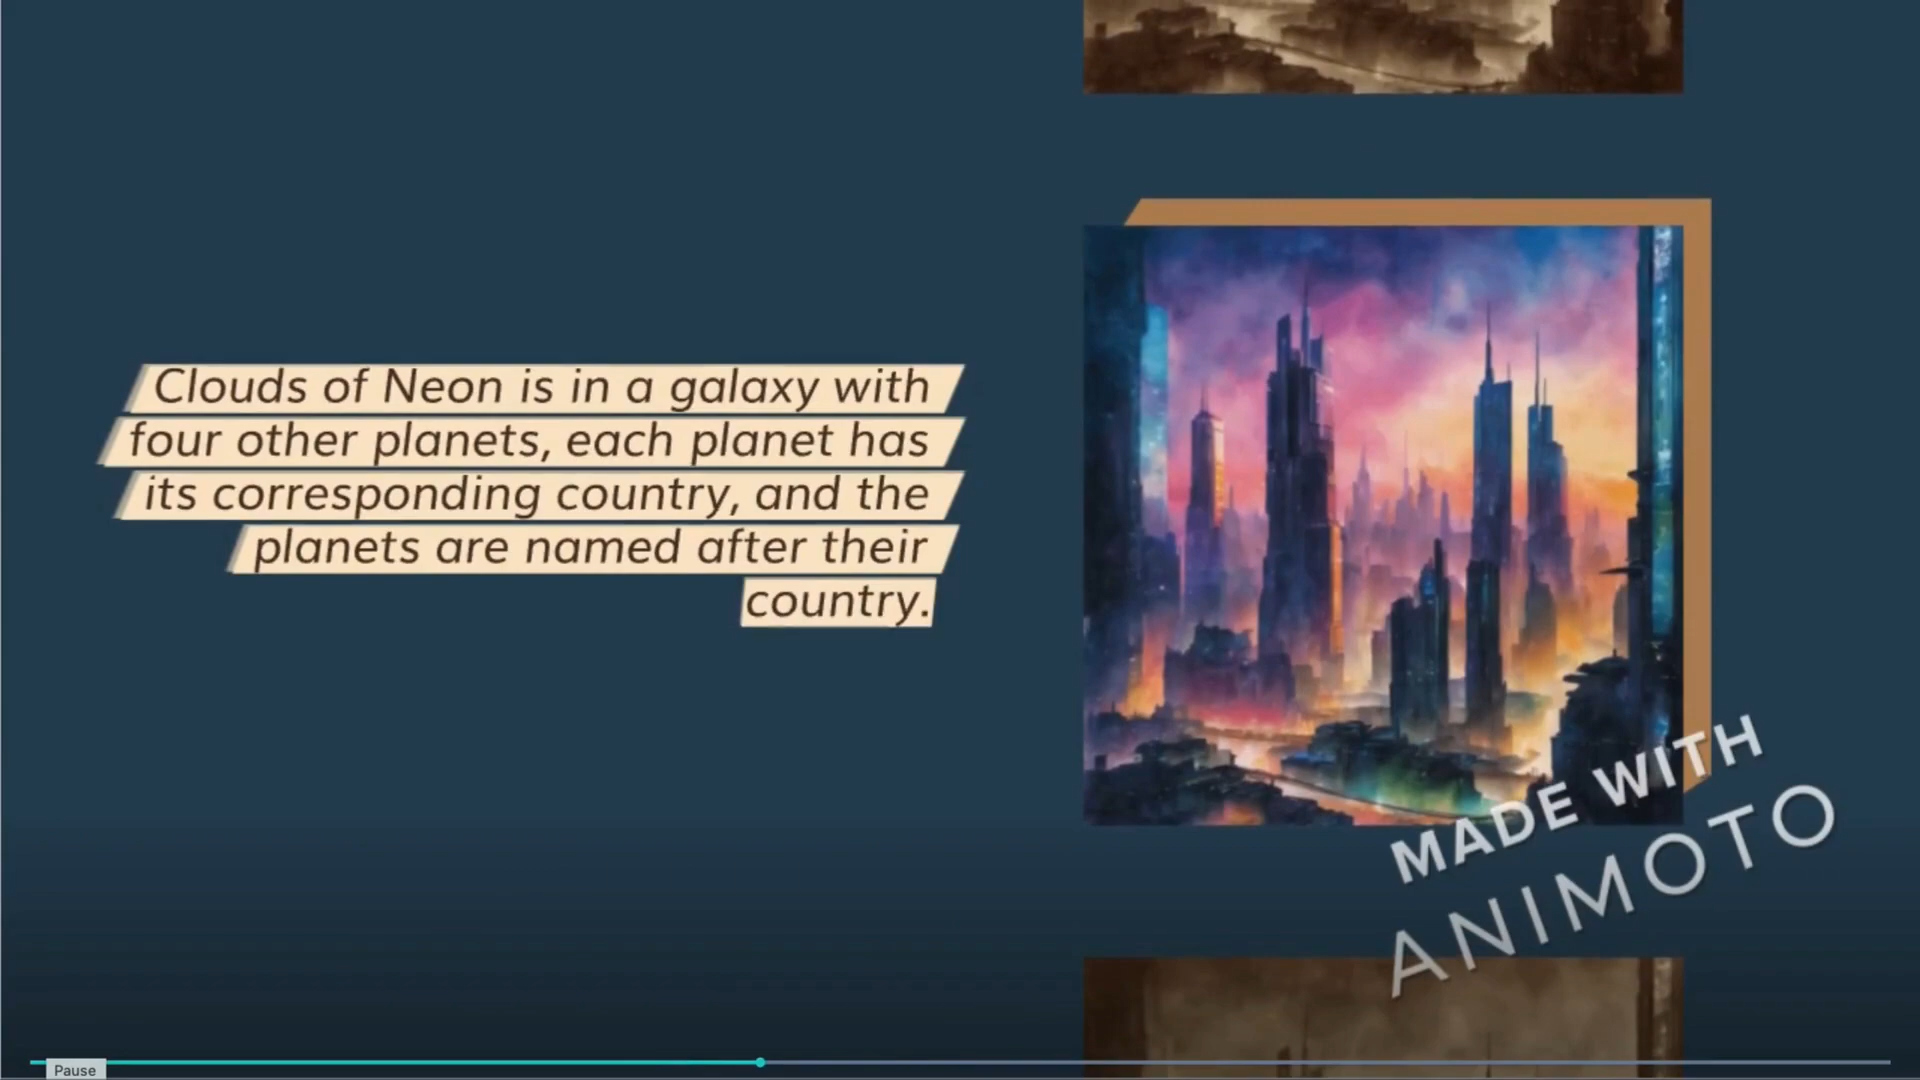 Clouds of Neon is in a galaxy with
four other planets, each planet has
its corresponding country, and the
planets are named after their
country.
MADE WITH
ANIMOTO
Pause